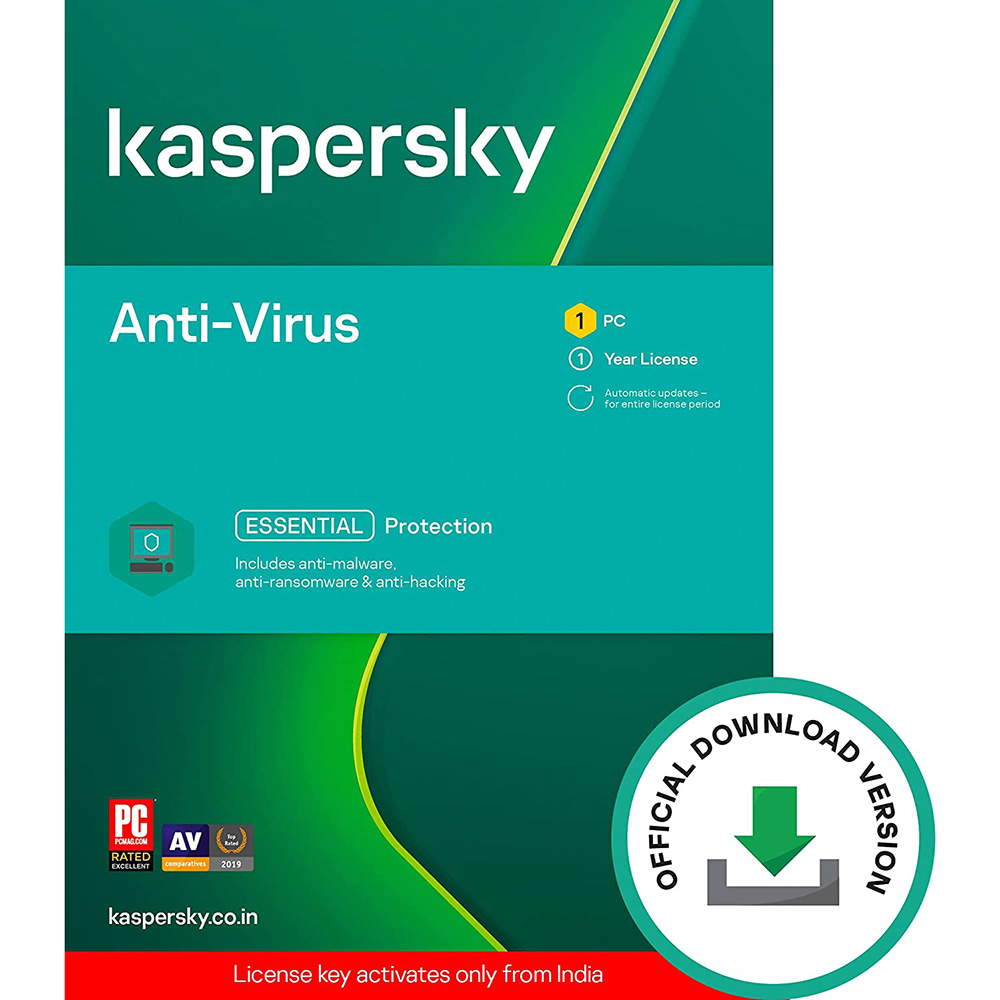 kaspersky
Anti-Virus
1 PC
1 Year License
Automatic updates –
for entire license period
ESSENTIAL Protection
Includes anti-malware,
anti-ransomware & anti-hacking
PC
PCMAG.COM
RATED
EXCELLENT
AV
comparatives
Top
Rated
2019
kaspersky.co.in
OFFICIAL DOWNLOAD VERSION
License key activates only from India